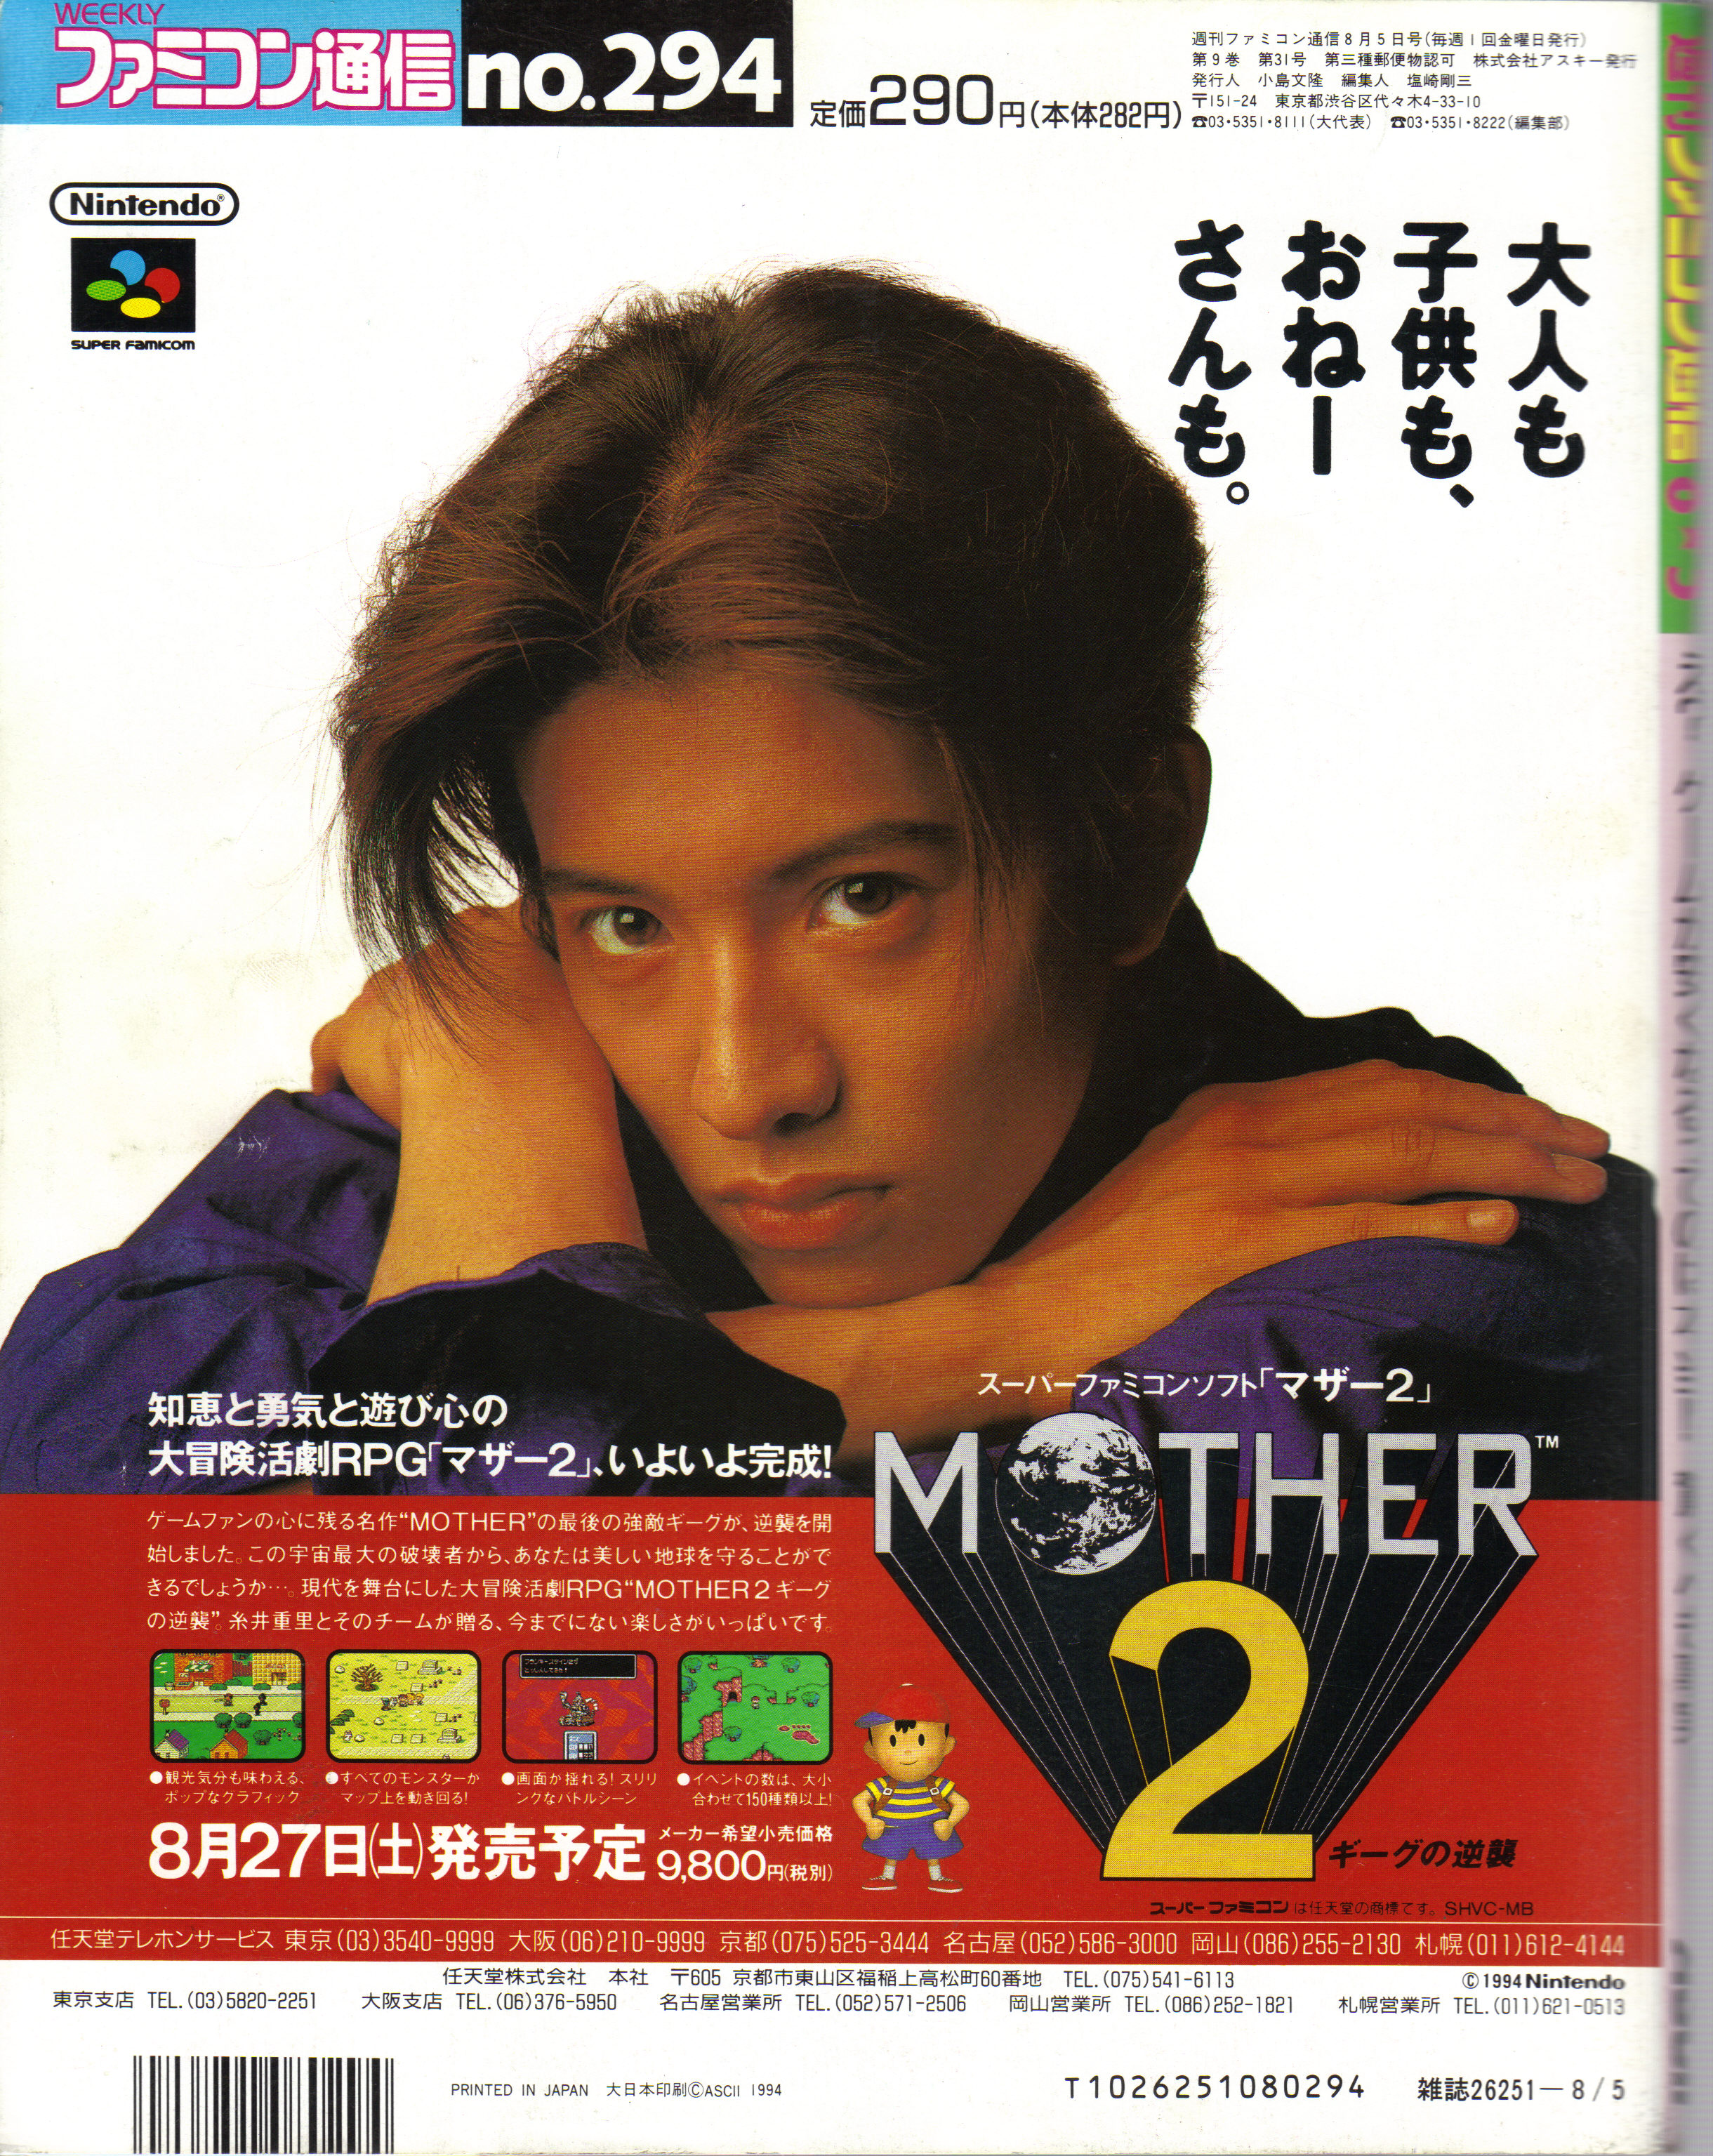 WEEKLY
ファミコン通信
no.294
定価290円(本体282円)
週刊ファミコン通信8月5日号(毎週1回金曜日発行)
第9巻 第31号 第三種郵便物認可 株式会社アスキー発行
発行人 小島文隆 編集人 塩崎剛三
〒151-24 東京都渋谷区代々木4-33-10
☎03・5351・8111(大代表) ☎03・5351・8222(編集部)
Nintendo®
SUPER FAMICOM
大人も
子供も、
おねー
さんも。
知恵と勇気と遊び心の
大冒険活劇RPG「マザー2」、いよいよ完成!
ゲームファンの心に残る名作“MOTHER”の最後の強敵ギーグが、逆襲を開
始しました。この宇宙最大の破壊者から、あなたは美しい地球を守ることがで
きるでしょうか…。現代を舞台にした大冒険活劇RPG“MOTHER2ギーグ
の逆襲”。糸井重里とそのチームが贈る、今までにない楽しさがいっぱいです。
●観光気分も味わえる、
ポップなグラフィック
●すべてのモンスターが
マップ上を動き回る!
●画面が揺れる!スリリ
ングなバトルシーン
●イベントの数は、大小
合わせて150種類以上!
8月27日(土)発売予定
メーカー希望小売価格
9,800円(税別)
スーパーファミコンソフト「マザー2」
MOTHER™
2
ギーグの逆襲
スーパーファミコンは任天堂の商標です。SHVC-MB
任天堂テレホンサービス 東京(03)3540-9999 大阪(06)210-9999 京都(075)525-3444 名古屋(052)586-3000 岡山(086)255-2130 札幌(011)612-4144
任天堂株式会社 本社 〒605 京都市東山区福稲上高松町60番地 TEL.(075)541-6113
©1994 Nintendo
東京支店 TEL.(03)5820-2251 大阪支店 TEL.(06)376-5950 名古屋営業所 TEL.(052)571-2506 岡山営業所 TEL.(086)252-1821 札幌営業所 TEL.(011)621-0513
PRINTED IN JAPAN 大日本印刷©ASCII 1994
T1026251080294
雑誌26251-8/5